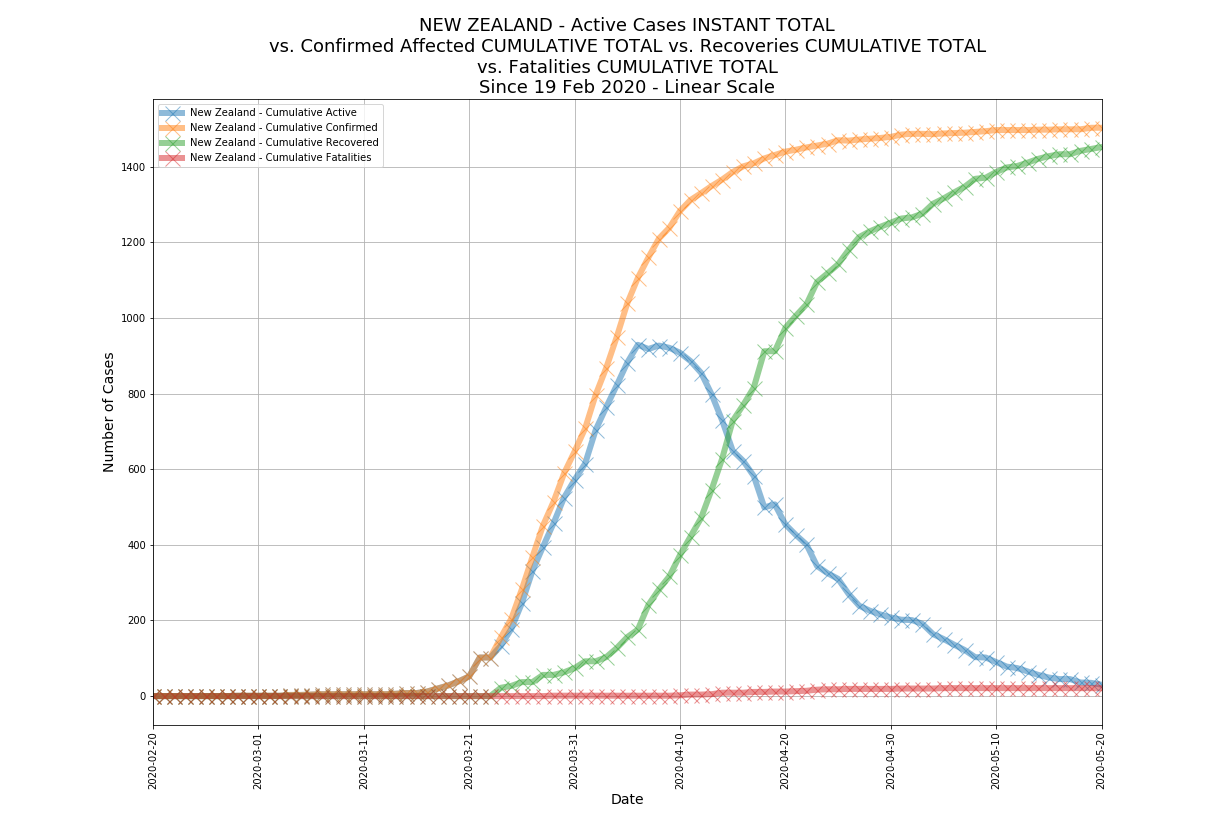 NEW ZEALAND - Active Cases INSTANT TOTAL
vs. Confirmed Affected CUMULATIVE TOTAL vs. Recoveries CUMULATIVE TOTAL
vs. Fatalities CUMULATIVE TOTAL
Since 19 Feb 2020 - Linear Scale
New Zealand - Cumulative Active
New Zealand - Cumulative Confirmed
New Zealand - Cumulative Recovered
New Zealand - Cumulative Fatalities
Number of Cases
1400
1200
1000
800
600
400
200
0
2020-02-20
2020-03-01
2020-03-11
2020-03-21
2020-03-31
2020-04-10
2020-04-20
2020-04-30
2020-05-10
2020-05-20
Date